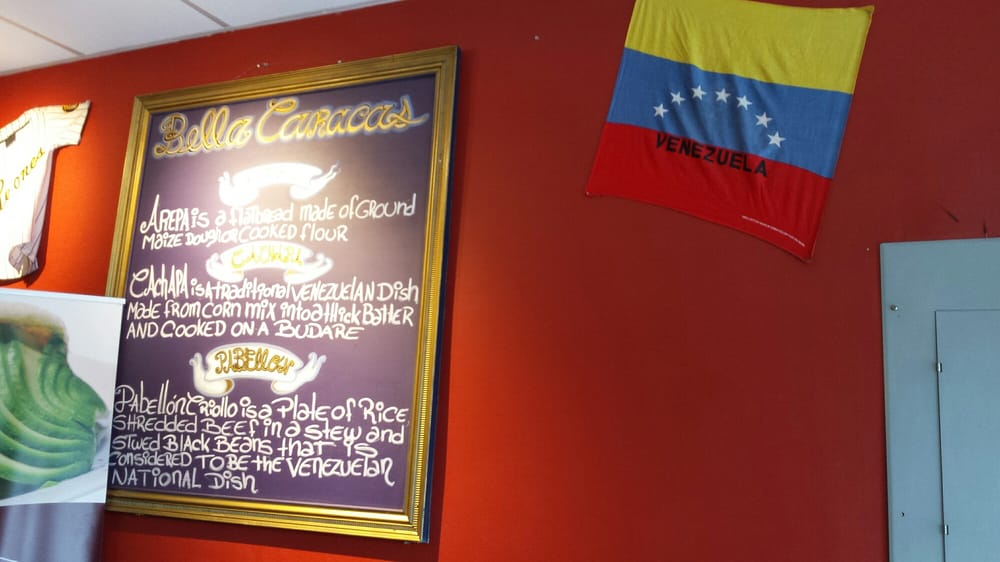 Bella Caracas
AREPA is a flatbread made of GROUND
MAIZE DOUGH OR COOKED flOUR
CACHAPA
CAchAPA is A traditional VENEZUElAN Dish
Made from CORN mix into a thick BatteR
AND COOKED ON A BUDARE
PABEllON
PabellóN CRiollo is a Plate of Rice,
SHREDDED BEEF in a stew and
stwed Black Beans that is
CONSIDERED TO BE the Venezuelan
NATIONAL Dish
VENEZUELA